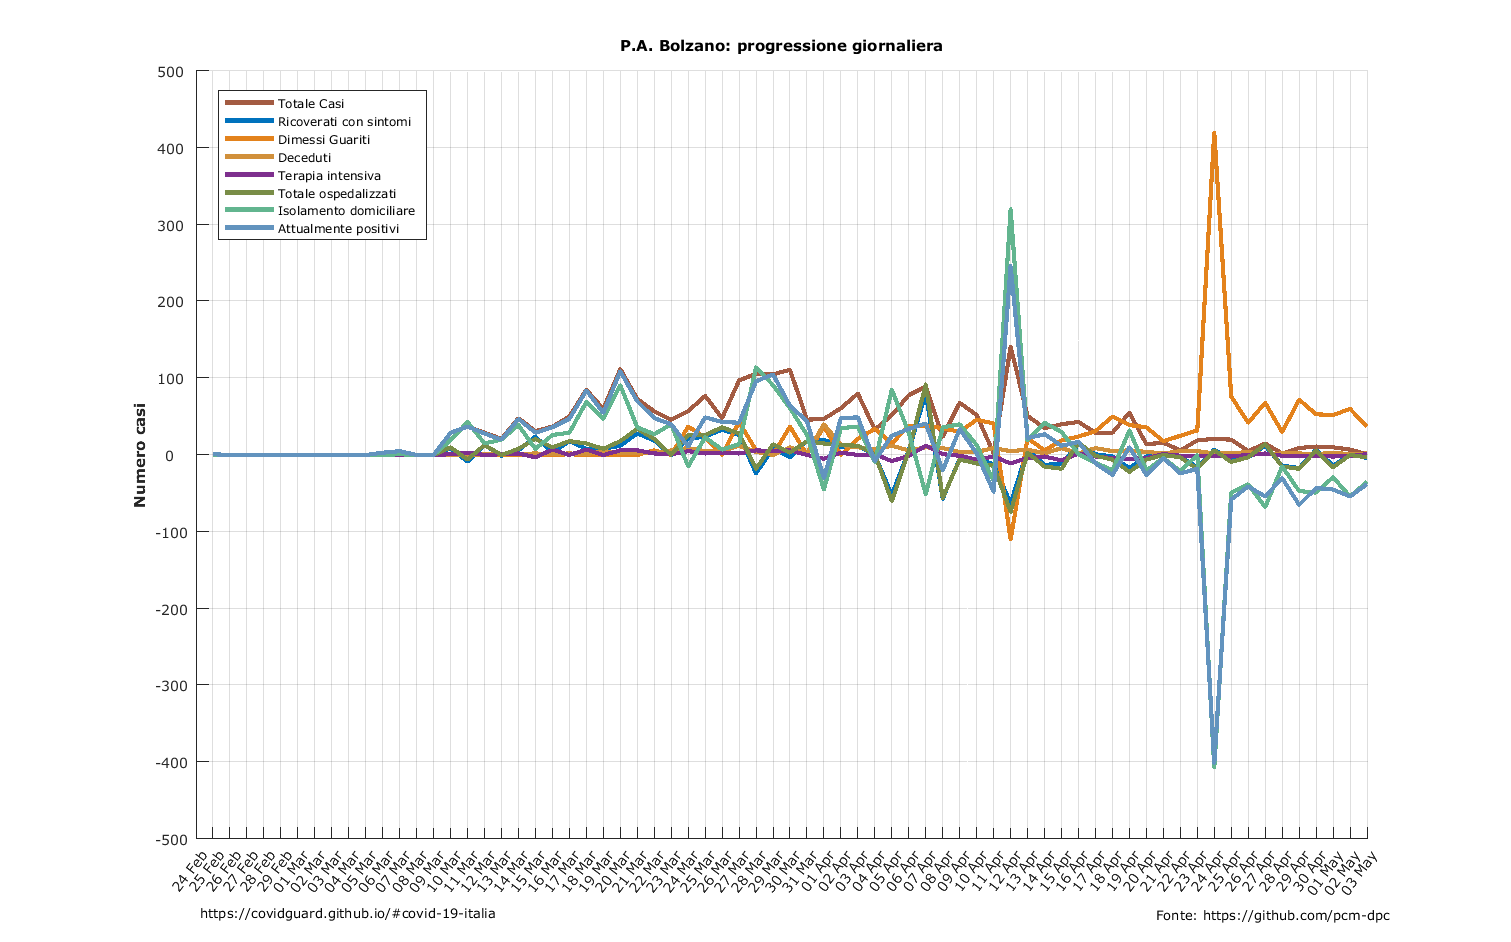 P.A. Bolzano: progressione giornaliera
500
400
300
200
100
0
-100
-200
-300
-400
-500
Numero casi
Totale Casi
Ricoverati con sintomi
Dimessi Guariti
Deceduti
Terapia intensiva
Totale ospedalizzati
Isolamento domiciliare
Attualmente positivi
24 Feb
25 Feb
26 Feb
27 Feb
28 Feb
29 Feb
01 Mar
02 Mar
03 Mar
04 Mar
05 Mar
06 Mar
07 Mar
08 Mar
09 Mar
10 Mar
11 Mar
12 Mar
13 Mar
14 Mar
15 Mar
16 Mar
17 Mar
18 Mar
19 Mar
20 Mar
21 Mar
22 Mar
23 Mar
24 Mar
25 Mar
26 Mar
27 Mar
28 Mar
29 Mar
30 Mar
31 Mar
01 Apr
02 Apr
03 Apr
04 Apr
05 Apr
06 Apr
07 Apr
08 Apr
09 Apr
10 Apr
11 Apr
12 Apr
13 Apr
14 Apr
15 Apr
16 Apr
17 Apr
18 Apr
19 Apr
20 Apr
21 Apr
22 Apr
23 Apr
24 Apr
25 Apr
26 Apr
27 Apr
28 Apr
29 Apr
30 Apr
01 May
02 May
03 May
https://covidguard.github.io/#covid-19-italia
Fonte: https://github.com/pcm-dpc